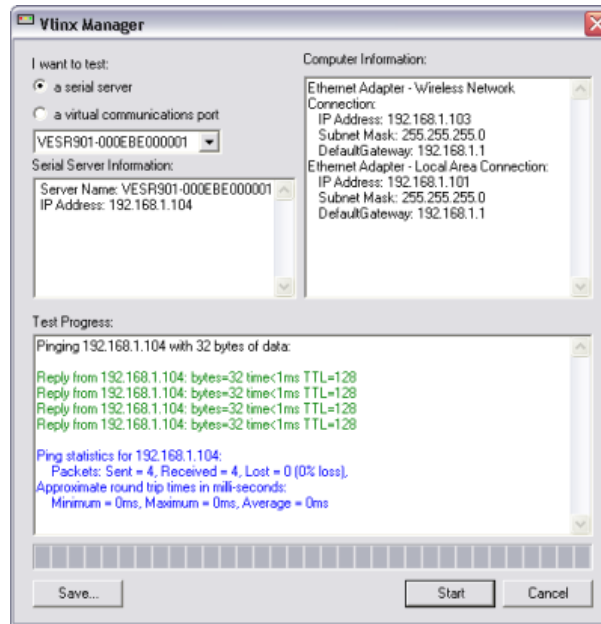 Vlinx Manager
I want to test:
a serial server
a virtual communications port
VESR901-000EBE000001
Serial Server Information:
Server Name: VESR901-000EBE000001
IP Address: 192.168.1.104
Computer Information:
Ethernet Adapter - Wireless Network
Connection:
IP Address: 192.168.1.103
Subnet Mask: 255.255.255.0
DefaultGateway: 192.168.1.1
Ethernet Adapter - Local Area Connection:
IP Address: 192.168.1.101
Subnet Mask: 255.255.255.0
DefaultGateway: 192.168.1.1
Test Progress:
Pinging 192.168.1.104 with 32 bytes of data:
Reply from 192.168.1.104: bytes=32 time<1ms TTL=128
Reply from 192.168.1.104: bytes=32 time<1ms TTL=128
Reply from 192.168.1.104: bytes=32 time<1ms TTL=128
Reply from 192.168.1.104: bytes=32 time<1ms TTL=128
Ping statistics for 192.168.1.104:
Packets: Sent = 4, Received = 4, Lost = 0 (0% loss),
Approximate round trip times in milli-seconds:
Minimum = 0ms, Maximum = 0ms, Average = 0ms
Save...
Start
Cancel